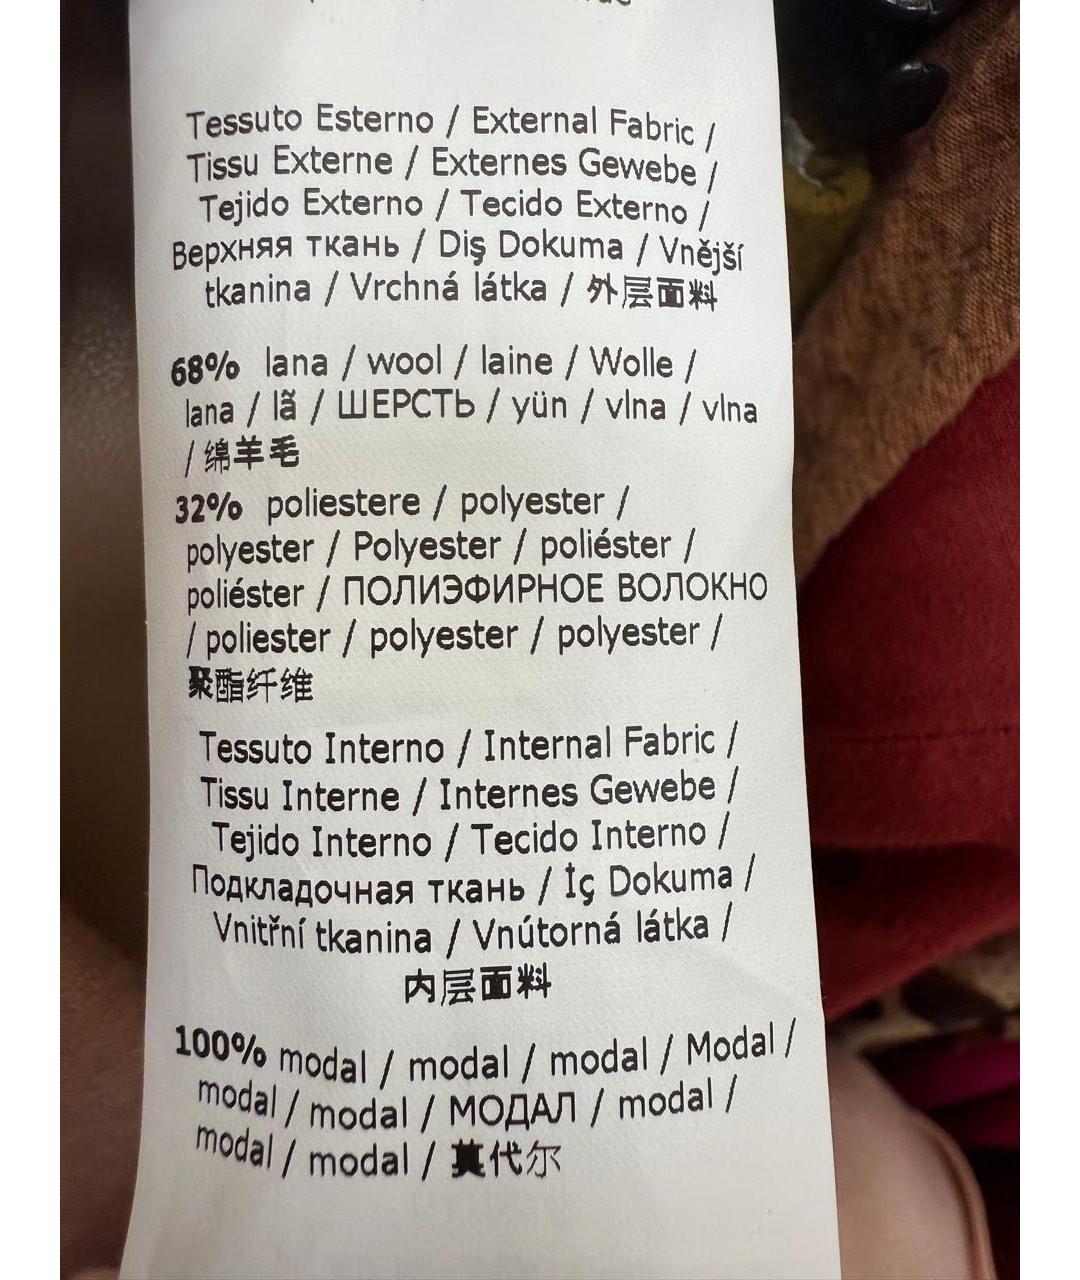 Tessuto Esterno / External Fabric /
Tissu Externe / Externes Gewebe /
Tejido Externo / Tecido Externo /
Верхняя ткань / Diş Dokuma / Vnější
tkanina / Vrchná látka / 外层面料
68% lana / wool / laine / Wolle /
lana / lã / ШЕРСТЬ / yün / vlna / vlna
/ 绵羊毛
32% poliestere / polyester /
polyester / Polyester / poliéster /
poliéster / ПОЛИЭФИРНОЕ ВОЛОКНО
/ poliester / polyester / polyester /
聚酯纤维
Tessuto Interno / Internal Fabric /
Tissu Interne / Internes Gewebe /
Tejido Interno / Tecido Interno /
Подкладочная ткань / İç Dokuma /
Vnitřní tkanina / Vnútorná látka /
内层面料
100% modal / modal / modal / Modal /
modal / modal / МОДАЛ / modal /
modal / modal / 莫代尔